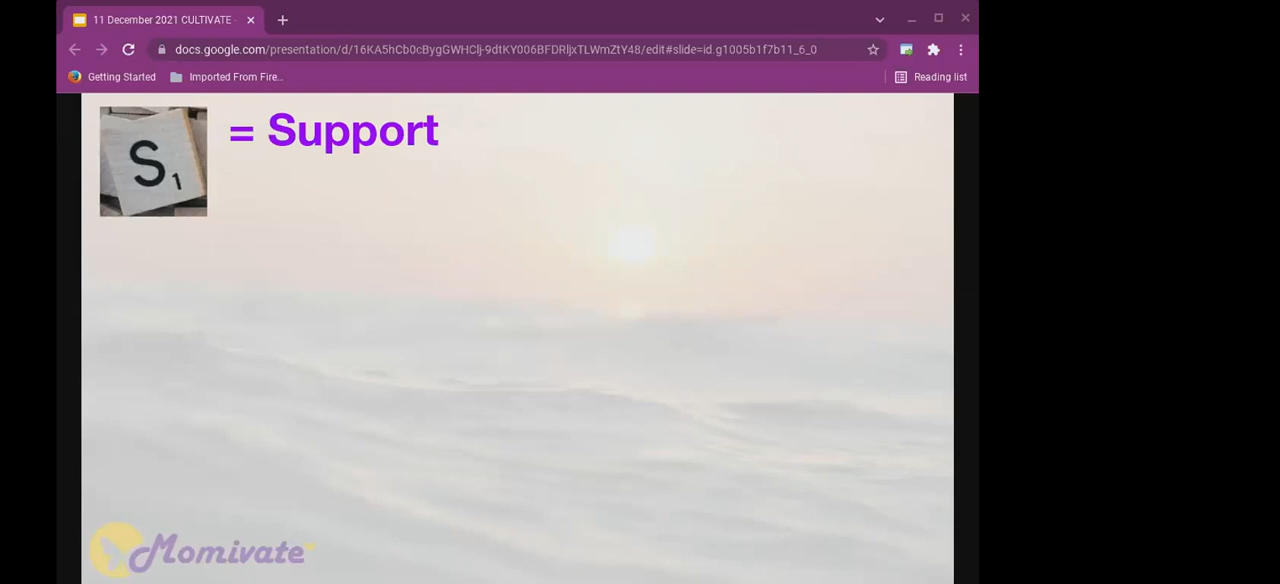 11 December 2021 CULTIVATE
docs.google.com/presentation/d/16KA5hCb0cBygGWHClj-9dtKY006BFDRljxTLWmZtY48/edit#slide=id.g1005b1f7b11_6_0
Getting Started
Imported From Fire...
Reading list
S1
= Support
Momivate